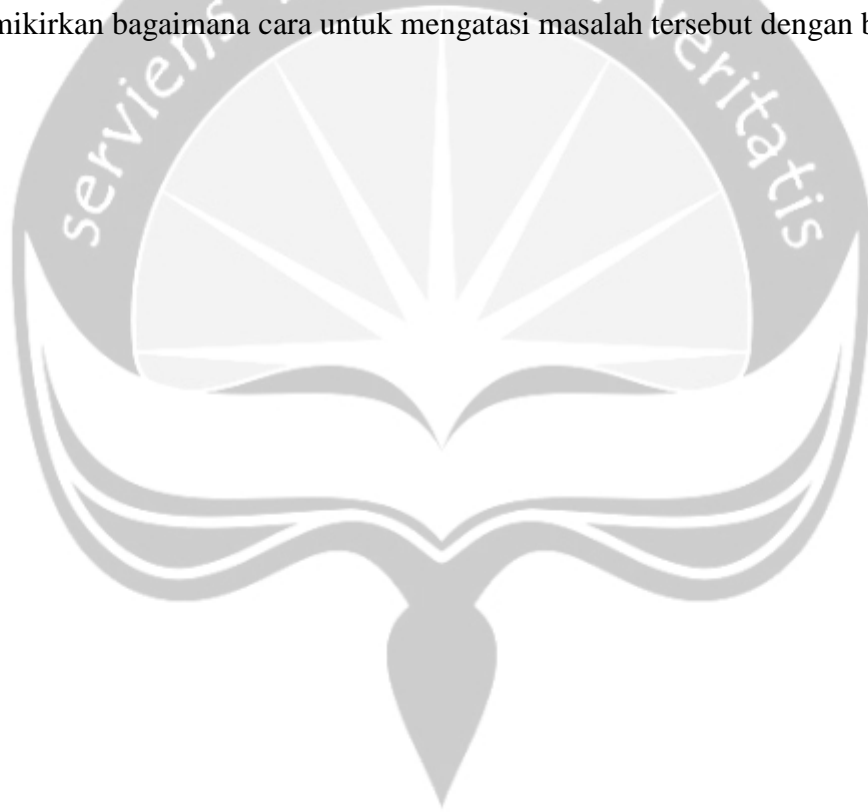 mikirkan bagaimana cara untuk mengatasi masalah tersebut dengan b
serviens
veritatis